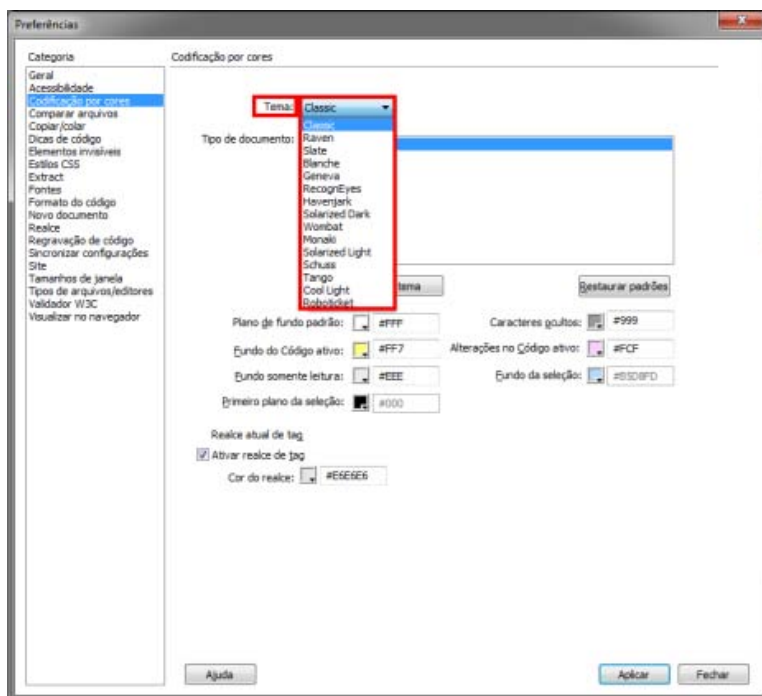 Preferências
Categoria
Geral
Acessibilidade
Codificação por cores
Comparar arquivos
Copiar/colar
Dicas de código
Elementos invisíveis
Estilos CSS
Extract
Fontes
Formato do código
Novo documento
Realce
Regravação de código
Sincronizar configurações
Site
Tamanhos de janela
Tipos de arquivos/editores
Validador W3C
Visualizar no navegador
Codificação por cores
Tema: Classic
Classic
Raven
Slate
Blanche
Geneva
RecognEyes
Havenjark
Solarized Dark
Wombat
Monaki
Solarized Light
Schuss
Tango
Cool Light
Roboticket
Tipo de documento:
tema
Restaurar padrões
Plano de fundo padrão: #FFF
Caracteres ocultos: #999
Fundo do Código ativo: #FF7
Alterações no Código ativo: #FCF
Fundo somente leitura: #EEE
Fundo da seleção: #B5D8FD
Primeiro plano da seleção: #000
Realce atual de tag
Ativar realce de tag
Cor do realce: #E6E6E6
Ajuda
Aplicar
Fechar